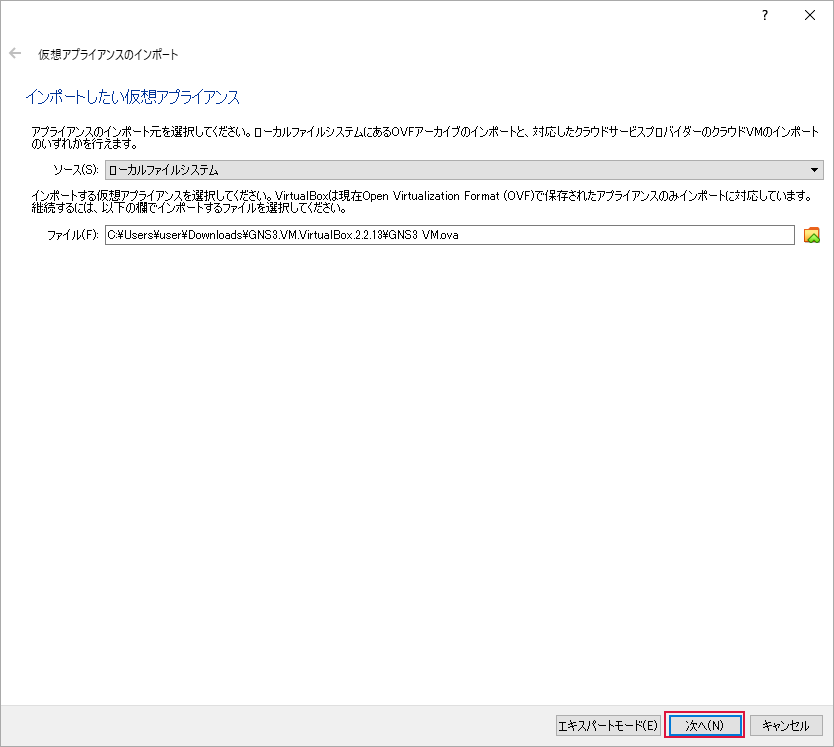 ?
仮想アプライアンスのインポート
インポートしたい仮想アプライアンス
アプライアンスのインポート元を選択してください。ローカルファイルシステムにあるOVFアーカイブのインポートと、対応したクラウドサービスプロバイダーのクラウドVMのインポート
のいずれかを行えます。
ソース(S): ローカルファイルシステム
インポートする仮想アプライアンスを選択してください。VirtualBoxは現在Open Virtualization Format (OVF)で保存されたアプライアンスのみインポートに対応しています。
継続するには、以下の欄でインポートするファイルを選択してください。
ファイル(F): C:¥Users¥user¥Downloads¥GNS3.VM.VirtualBox.2.2.13¥GNS3 VM.ova
エキスパートモード(E) 次へ(N) キャンセル